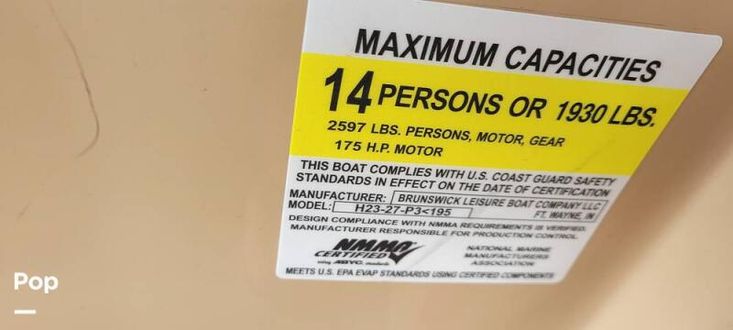 MAXIMUM CAPACITIES
14 PERSONS OR 1930 LBS.
2597 LBS. PERSONS, MOTOR, GEAR
175 H.P. MOTOR
THIS BOAT COMPLIES WITH U.S. COAST GUARD SAFETY
STANDARDS IN EFFECT ON THE DATE OF CERTIFICATION
MANUFACTURER: BRUNSWICK LEISURE BOAT COMPANY LLC
MODEL: H23-27-P3<195 FT. WAYNE, IN
DESIGN COMPLIANCE WITH NMMA REQUIREMENTS IS VERIFIED.
MANUFACTURER RESPONSIBLE FOR PRODUCTION CONTROL.
NMMA
CERTIFIED
using ABYC standards
NATIONAL MARINE
MANUFACTURERS
ASSOCIATION
MEETS U.S. EPA EVAP STANDARDS USING CERTIFIED COMPONENTS
Pop